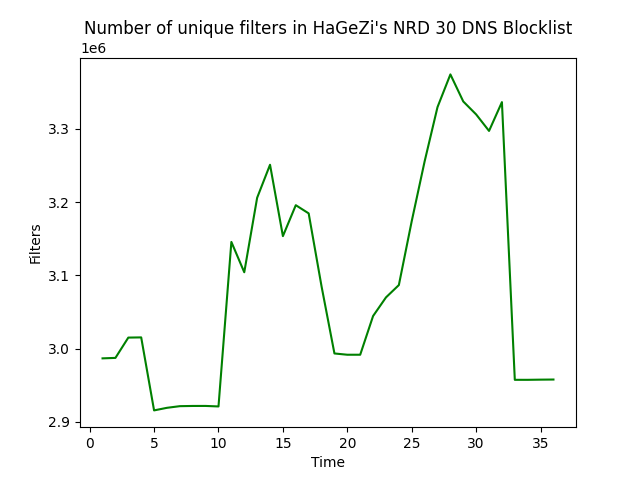 Number of unique filters in HaGeZi's NRD 30 DNS Blocklist
1e6
3.3
3.2
3.1
3.0
2.9
Filters
0 5 10 15 20 25 30 35
Time